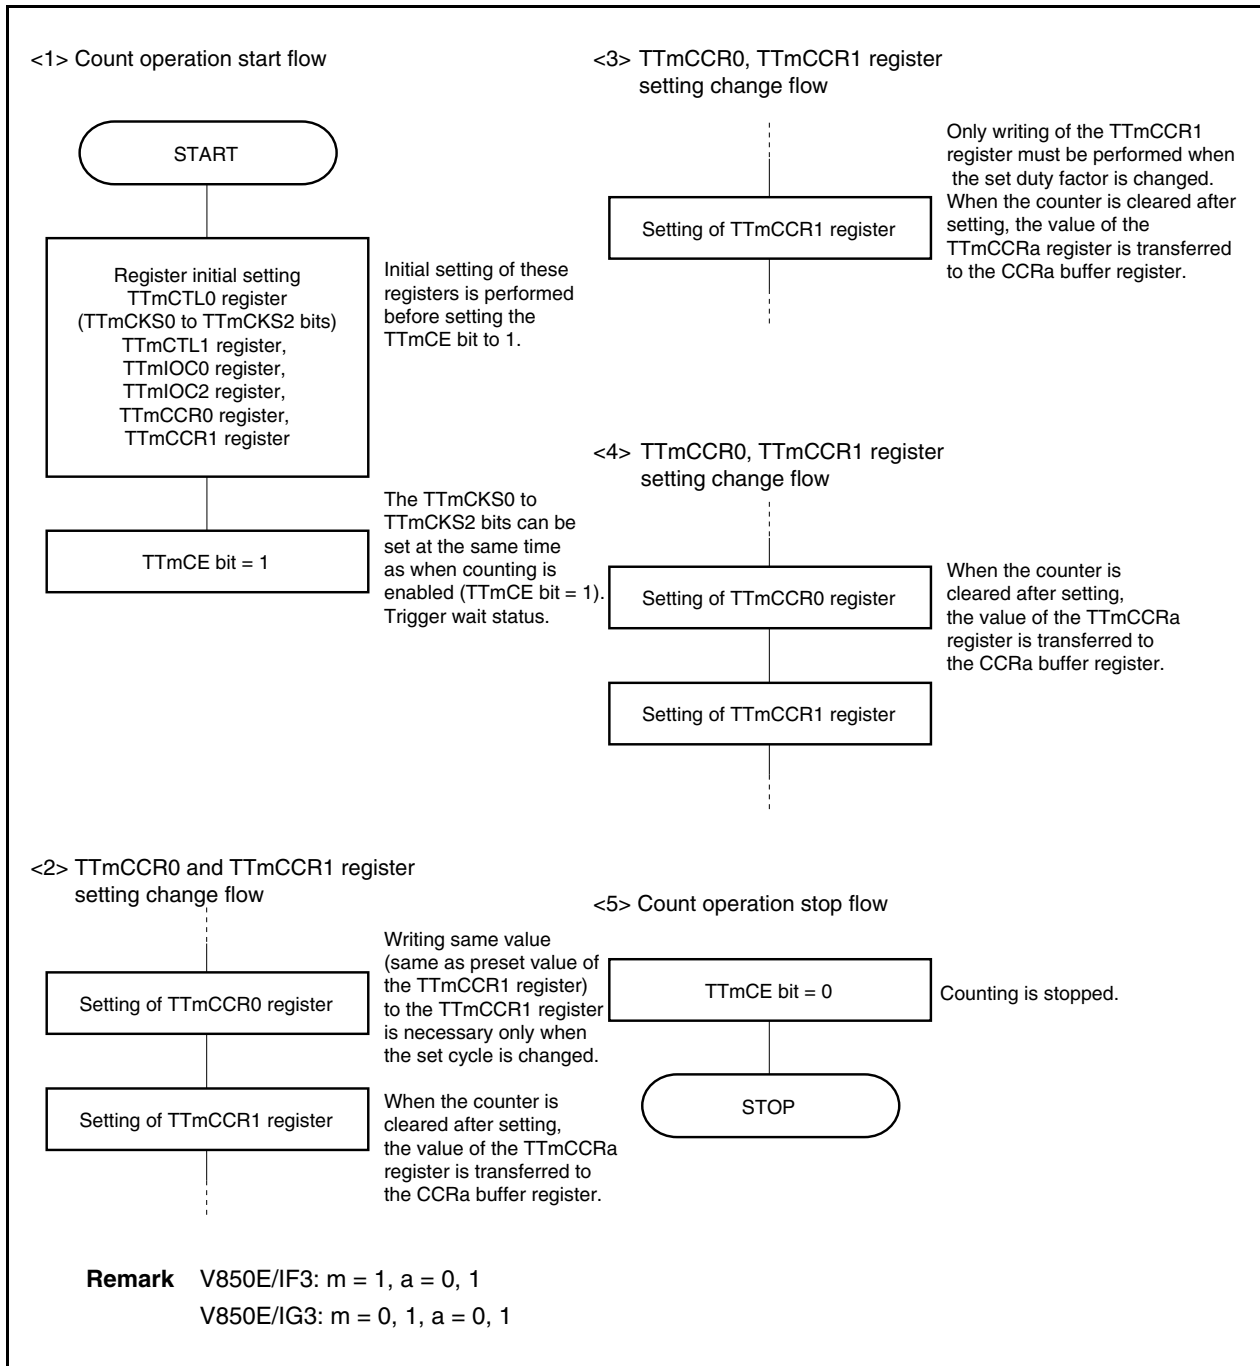 <1> Count operation start flow
START
Register initial setting
TTmCTL0 register
(TTmCKS0 to TTmCKS2 bits)
TTmCTL1 register,
TTmIOC0 register,
TTmIOC2 register,
TTmCCR0 register,
TTmCCR1 register
Initial setting of these
registers is performed
before setting the
TTmCE bit to 1.
TTmCE bit = 1
The TTmCKS0 to
TTmCKS2 bits can be
set at the same time
as when counting is
enabled (TTmCE bit = 1).
Trigger wait status.
<2> TTmCCR0 and TTmCCR1 register
setting change flow
Setting of TTmCCR0 register
Writing same value
(same as preset value of
the TTmCCR1 register)
to the TTmCCR1 register
is necessary only when
the set cycle is changed.
Setting of TTmCCR1 register
When the counter is
cleared after setting,
the value of the TTmCCRa
register is transferred to
the CCRa buffer register.
<3> TTmCCR0, TTmCCR1 register
setting change flow
Setting of TTmCCR1 register
Only writing of the TTmCCR1
register must be performed when
the set duty factor is changed.
When the counter is cleared after
setting, the value of the
TTmCCRa register is transferred
to the CCRa buffer register.
<4> TTmCCR0, TTmCCR1 register
setting change flow
Setting of TTmCCR0 register
When the counter is
cleared after setting,
the value of the TTmCCRa
register is transferred to
the CCRa buffer register.
Setting of TTmCCR1 register
<5> Count operation stop flow
TTmCE bit = 0
Counting is stopped.
STOP
Remark V850E/IF3: m = 1, a = 0, 1
V850E/IG3: m = 0, 1, a = 0, 1